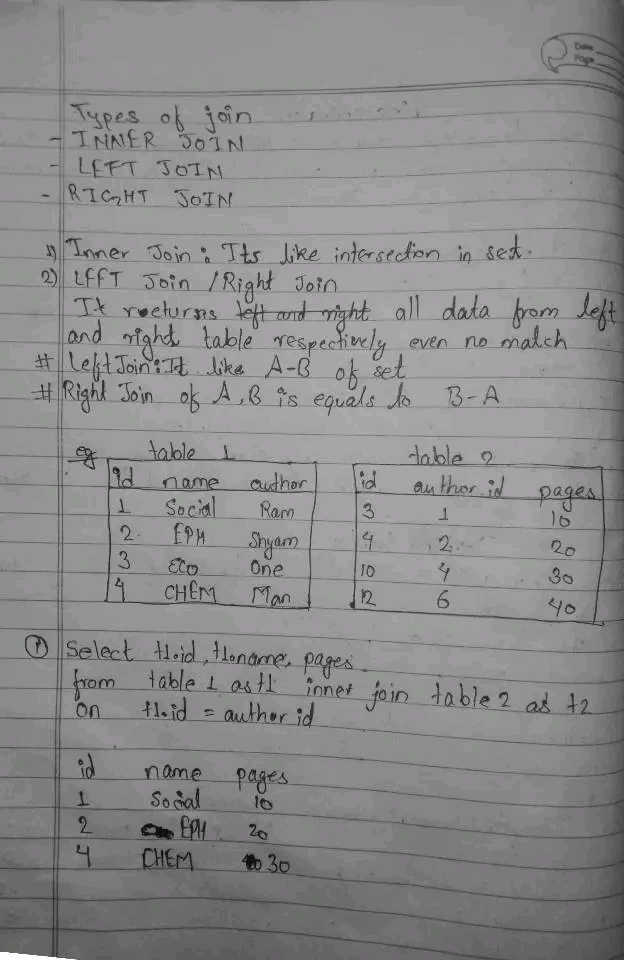 Date
Page
Types of join
- INNER JOIN
- LEFT JOIN
- RIGHT JOIN
1) Inner Join : Its like intersection in set.
2) LEFT Join / Right Join
It recturns left and right all data from left
and right table respectively even no match
# Left Join : It like A-B of set
# Right Join of A, B is equals to B-A
eg table 1 table 2
id name author id author id pages
1 Social Ram 3 1 10
2 EPH Shyam 4 2 20
3 ECO One 10 4 30
4 CHEM Man 12 6 40
① Select t1.id, t1.name, pages
from table 1 as t1 inner join table 2 as t2
on t1.id = author id
id name pages
1 Social 10
2 EPH 20
4 CHEM 30